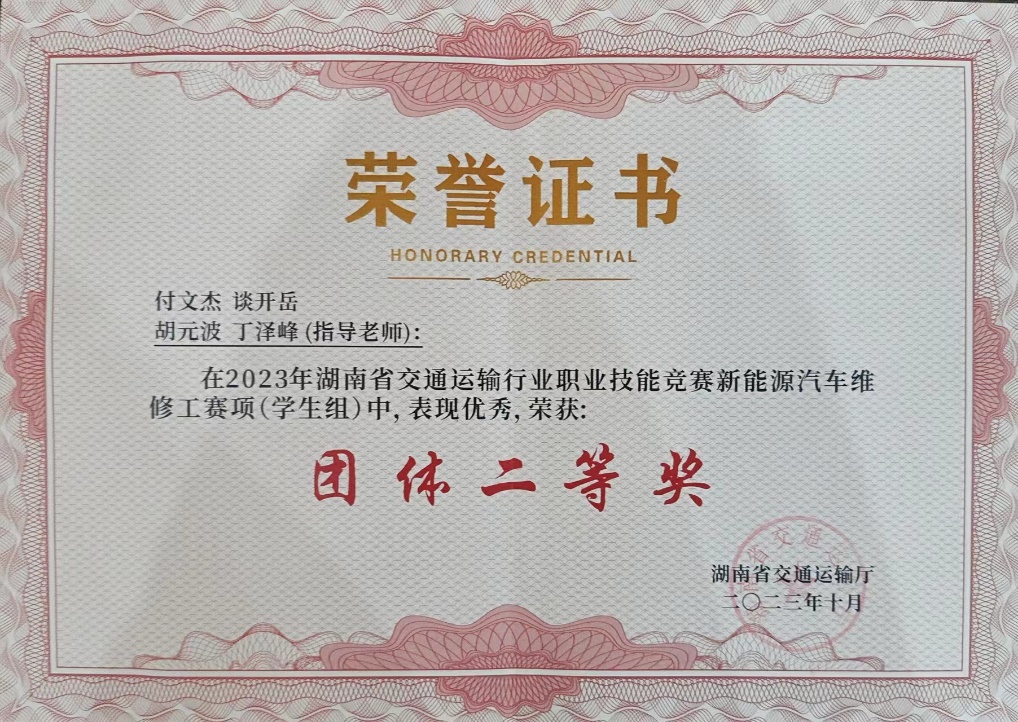 荣誉证书
HONORARY CREDENTIAL
付文杰 谈开岳
胡元波 丁泽峰(指导老师):
在2023年湖南省交通运输行业职业技能竞赛新能源汽车维
修工赛项(学生组)中, 表现优秀, 荣获:
团体二等奖
省交通运
湖南省交通运输厅
二〇二三年十月